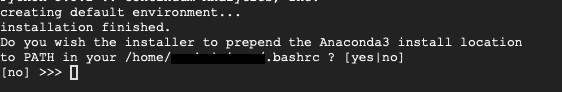 creating default environment...
installation finished.
Do you wish the installer to prepend the Anaconda3 install location
to PATH in your /home/ /.bashrc ? [yes|no]
[no] >>>